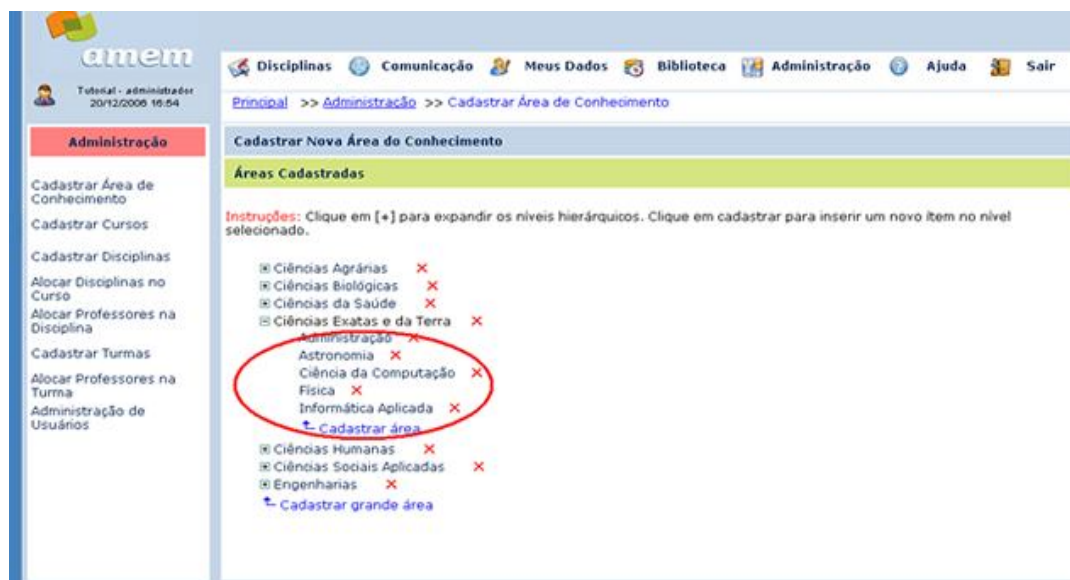 amem
Disciplinas Comunicação Meus Dados Biblioteca Administração Ajuda Sair
Tutorial - administrador
20/12/2006 16:54
Principal >> Administração >> Cadastrar Área de Conhecimento
Administração
Cadastrar Área de
Conhecimento
Cadastrar Cursos
Cadastrar Disciplinas
Alocar Disciplinas no
Curso
Alocar Professores na
Disciplina
Cadastrar Turmas
Alocar Professores na
Turma
Administração de
Usuários
Cadastrar Nova Área do Conhecimento
Áreas Cadastradas
Instruções: Clique em [+] para expandir os níveis hierárquicos. Clique em cadastrar para inserir um novo ítem no nível
selecionado.
Ciências Agrárias
Ciências Biológicas
Ciências da Saúde
Ciências Exatas e da Terra
Administração
Astronomia
Ciência da Computação
Física
Informática Aplicada
Cadastrar área
Ciências Humanas
Ciências Sociais Aplicadas
Engenharias
Cadastrar grande área